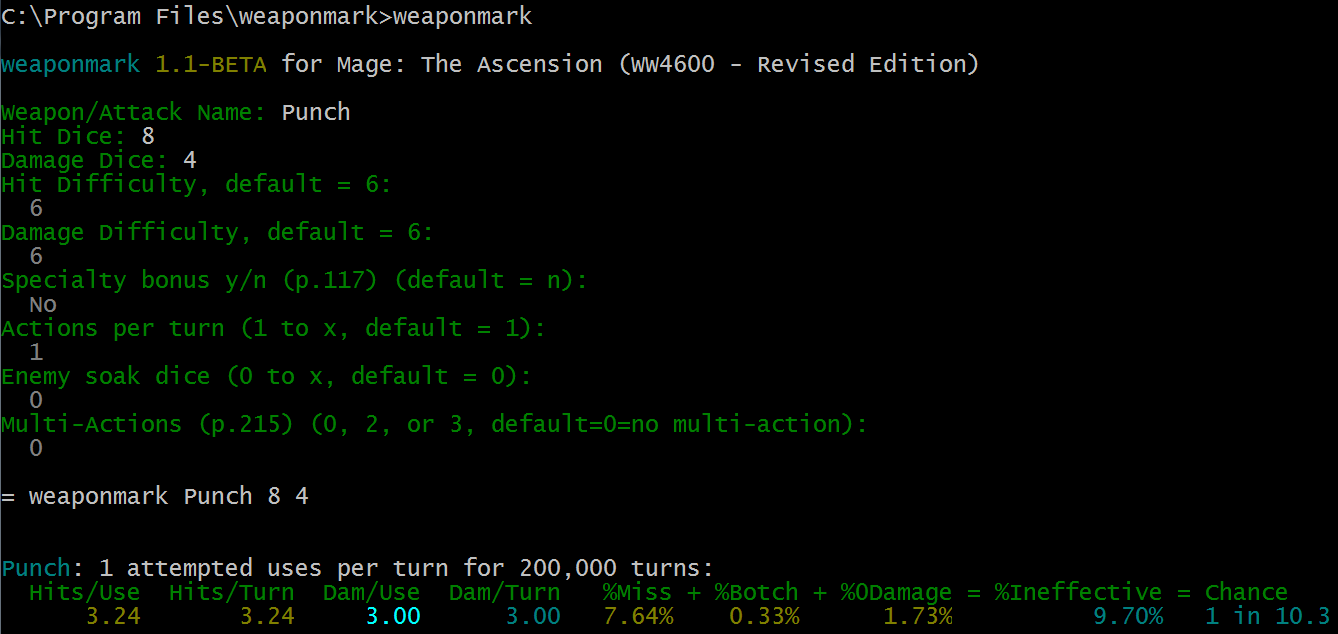 C:\Program Files\weaponmark>weaponmark
weaponmark 1.1-BETA for Mage: The Ascension (WW4600 - Revised Edition)
Weapon/Attack Name: Punch
Hit Dice: 8
Damage Dice: 4
Hit Difficulty, default = 6:
6
Damage Difficulty, default = 6:
6
Specialty bonus y/n (p.117) (default = n):
No
Actions per turn (1 to x, default = 1):
1
Enemy soak dice (0 to x, default = 0):
0
Multi-Actions (p.215) (0, 2, or 3, default=0=no multi-action):
0
= weaponmark Punch 8 4
Punch: 1 attempted uses per turn for 200,000 turns:
Hits/Use Hits/Turn Dam/Use Dam/Turn %Miss + %Botch + %0Damage = %Ineffective = Chance
3.24 3.24 3.00 3.00 7.64% 0.33% 1.73% 9.70% 1 in 10.3